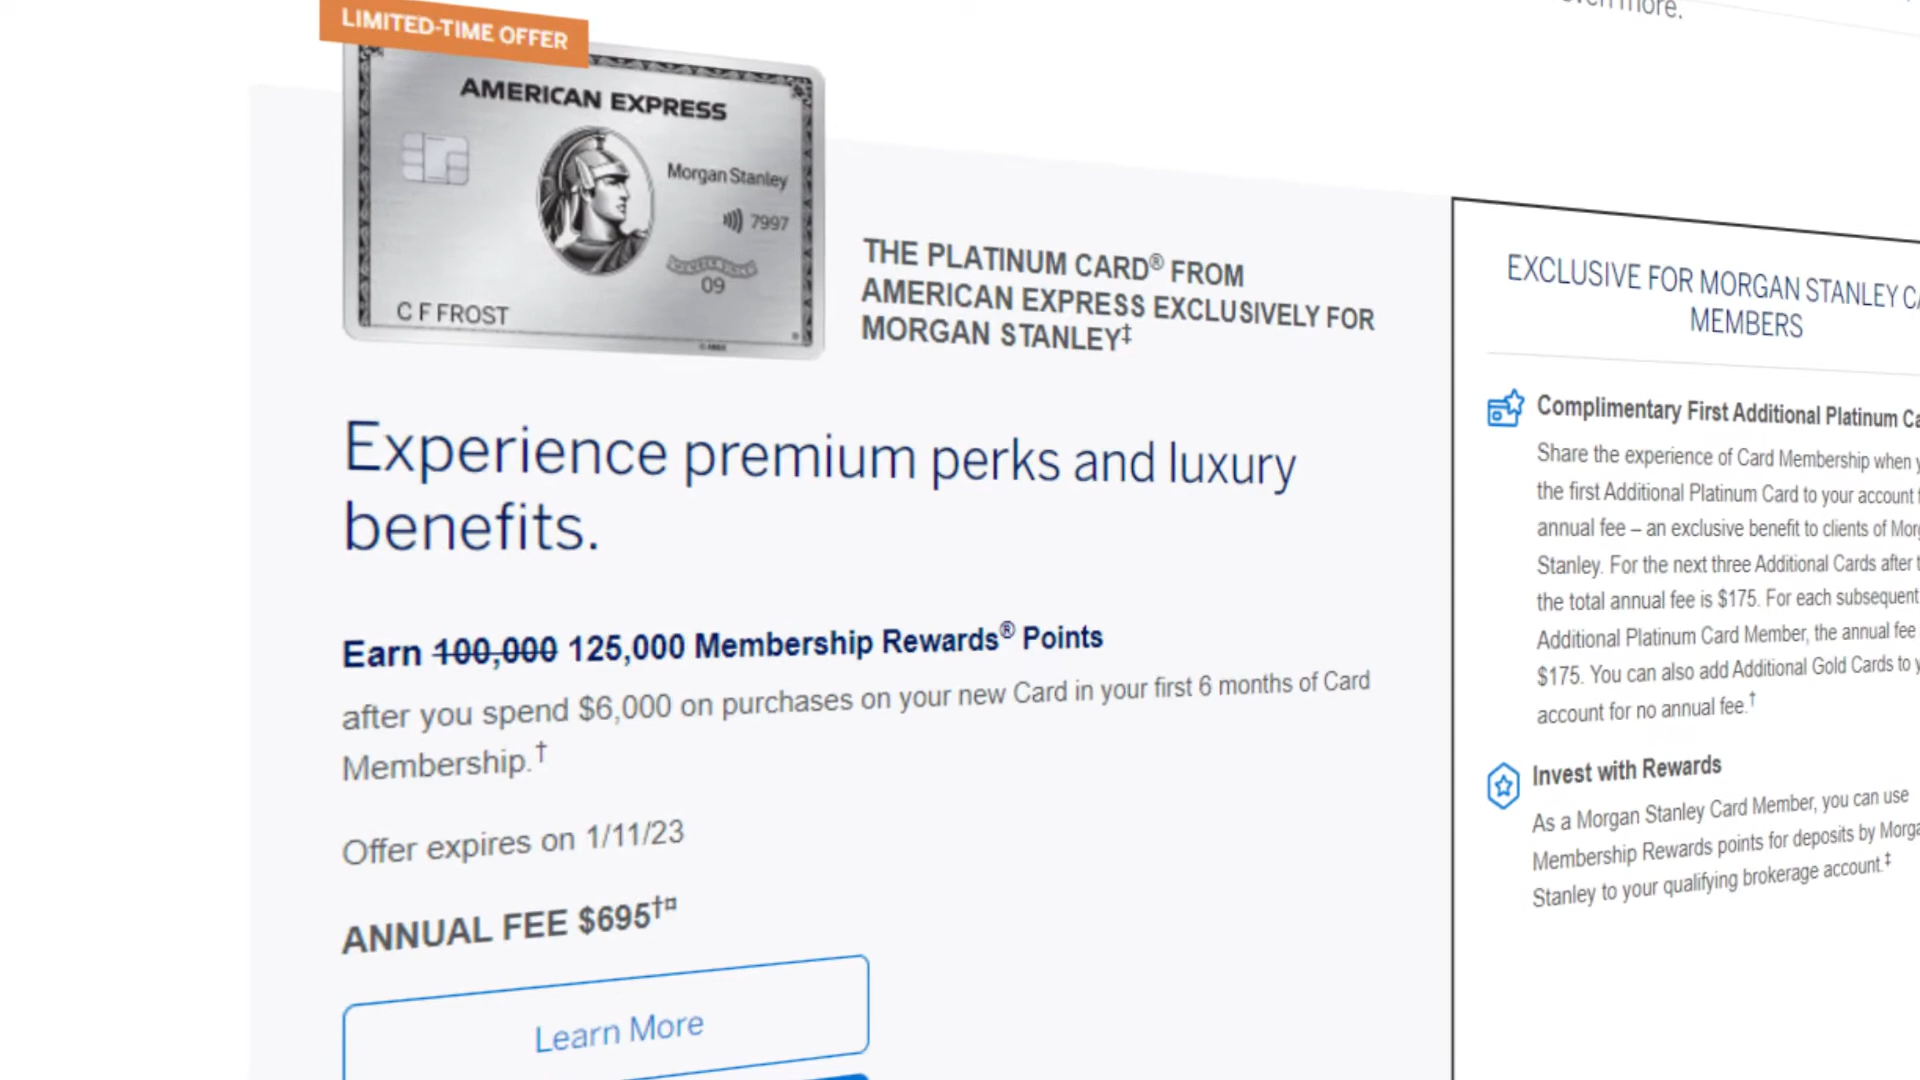 even more.
LIMITED-TIME OFFER
AMERICAN EXPRESS
Morgan Stanley
7997
09
C F FROST
THE PLATINUM CARD® FROM
AMERICAN EXPRESS EXCLUSIVELY FOR
MORGAN STANLEY‡
Experience premium perks and luxury
benefits.
Earn 100,000 125,000 Membership Rewards® Points
after you spend $6,000 on purchases on your new Card in your first 6 months of Card
Membership.†
Offer expires on 1/11/23
ANNUAL FEE $695†¤
Learn More
EXCLUSIVE FOR MORGAN STANLEY
MEMBERS
Complimentary First Additional Platinum
Share the experience of Card Membership when
the first Additional Platinum Card to your account
annual fee – an exclusive benefit to clients of
Stanley. For the next three Additional Cards after
the total annual fee is $175. For each subsequent
Additional Platinum Card Member, the annual fee
$175. You can also add Additional Gold Cards to
account for no annual fee.†
Invest with Rewards
As a Morgan Stanley Card Member, you can use
Membership Rewards points for deposits by
Stanley to your qualifying brokerage account.‡